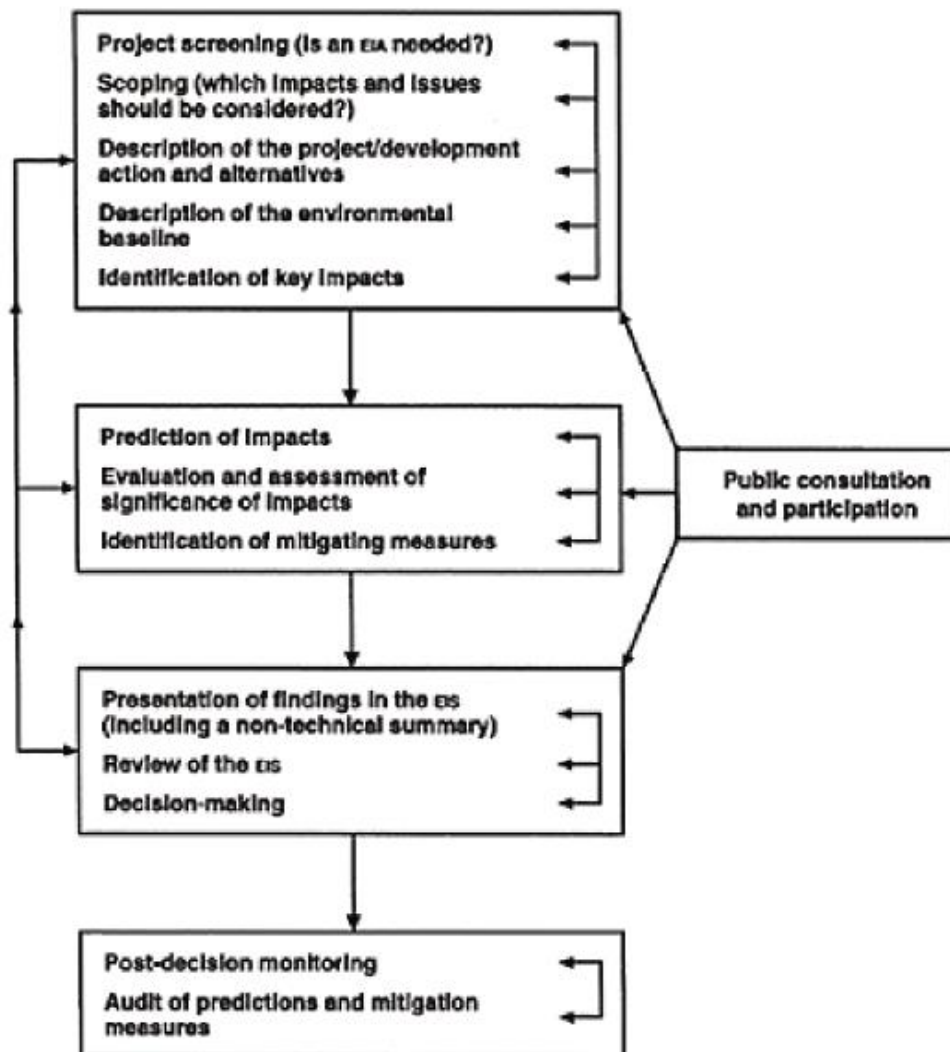 Project screening (is an EIA needed?)
Scoping (which impacts and issues
should be considered?)
Description of the project/development
action and alternatives
Description of the environmental
baseline
Identification of key impacts
Prediction of impacts
Evaluation and assessment of
significance of impacts
Identification of mitigating measures
Public consultation
and participation
Presentation of findings in the EIS
(including a non-technical summary)
Review of the EIS
Decision-making
Post-decision monitoring
Audit of predictions and mitigation
measures